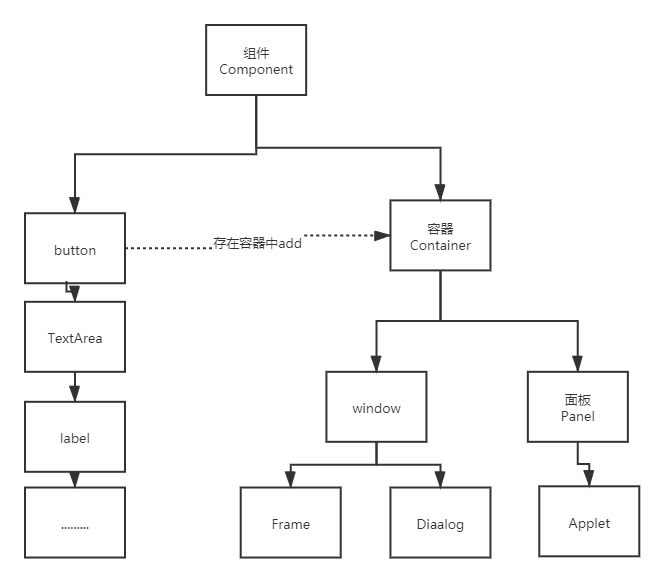 组件
Component
button
存在容器中add
容器
Container
TextArea
label
.........
window
面板
Panel
Frame
Diaalog
Applet